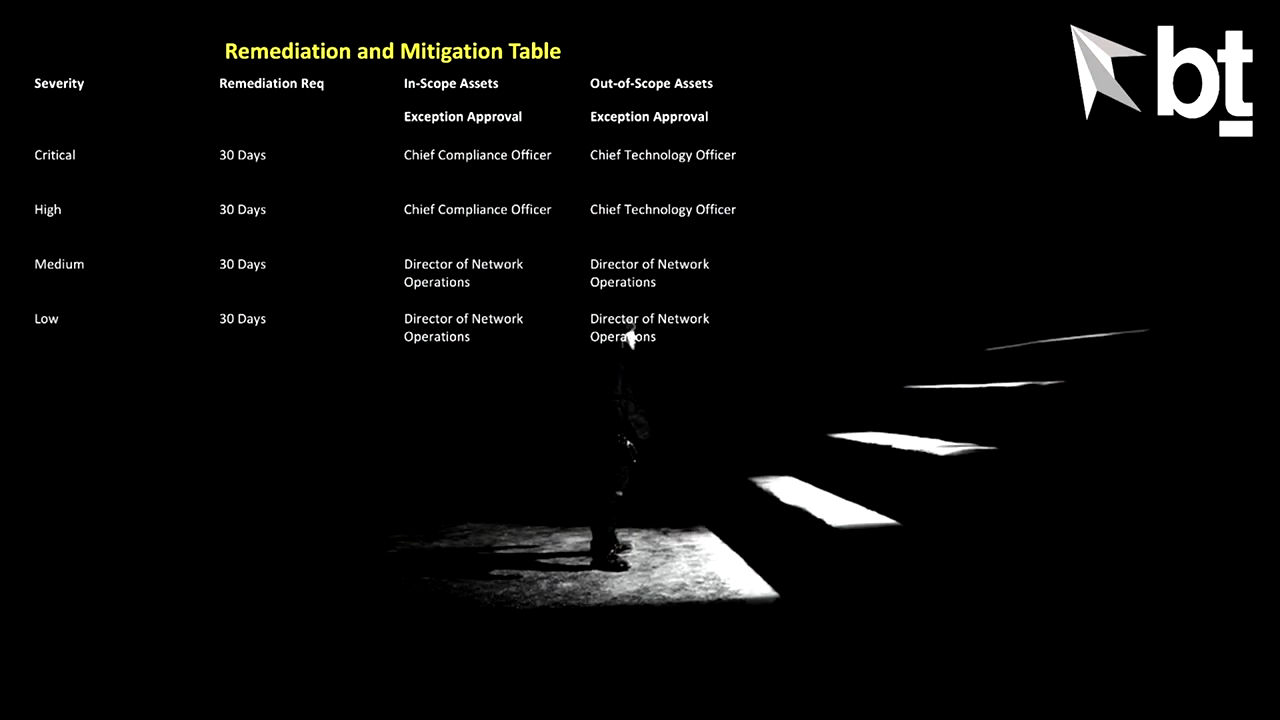 Remediation and Mitigation Table
bt
Severity Remediation Req In-Scope Assets Out-of-Scope Assets
Exception Approval Exception Approval
Critical 30 Days Chief Compliance Officer Chief Technology Officer
High 30 Days Chief Compliance Officer Chief Technology Officer
Medium 30 Days Director of Network Director of Network
Operations Operations
Low 30 Days Director of Network Director of Network
Operations Operations